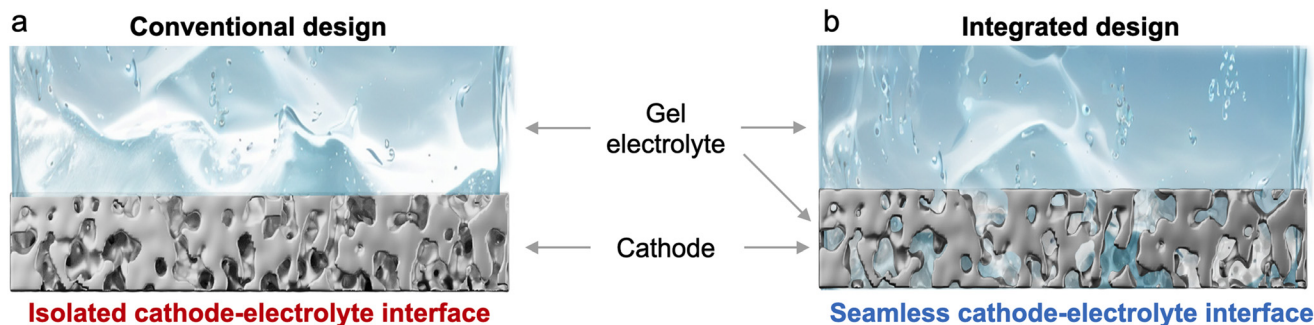 a
Conventional design
b
Integrated design
Gel
electrolyte
Cathode
Isolated cathode-electrolyte interface
Seamless cathode-electrolyte interface